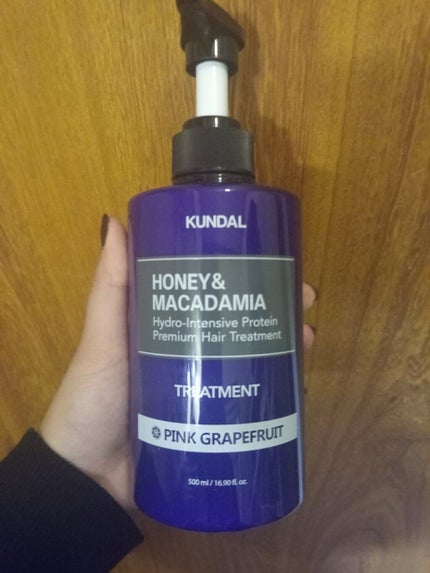 KUNDAL
HONEY&
MACADAMIA
Hydro-Intensive Protein
Premium Hair Treatment
TREATMENT
PINK GRAPEFRUIT
500 ml / 16.90 fl. oz.